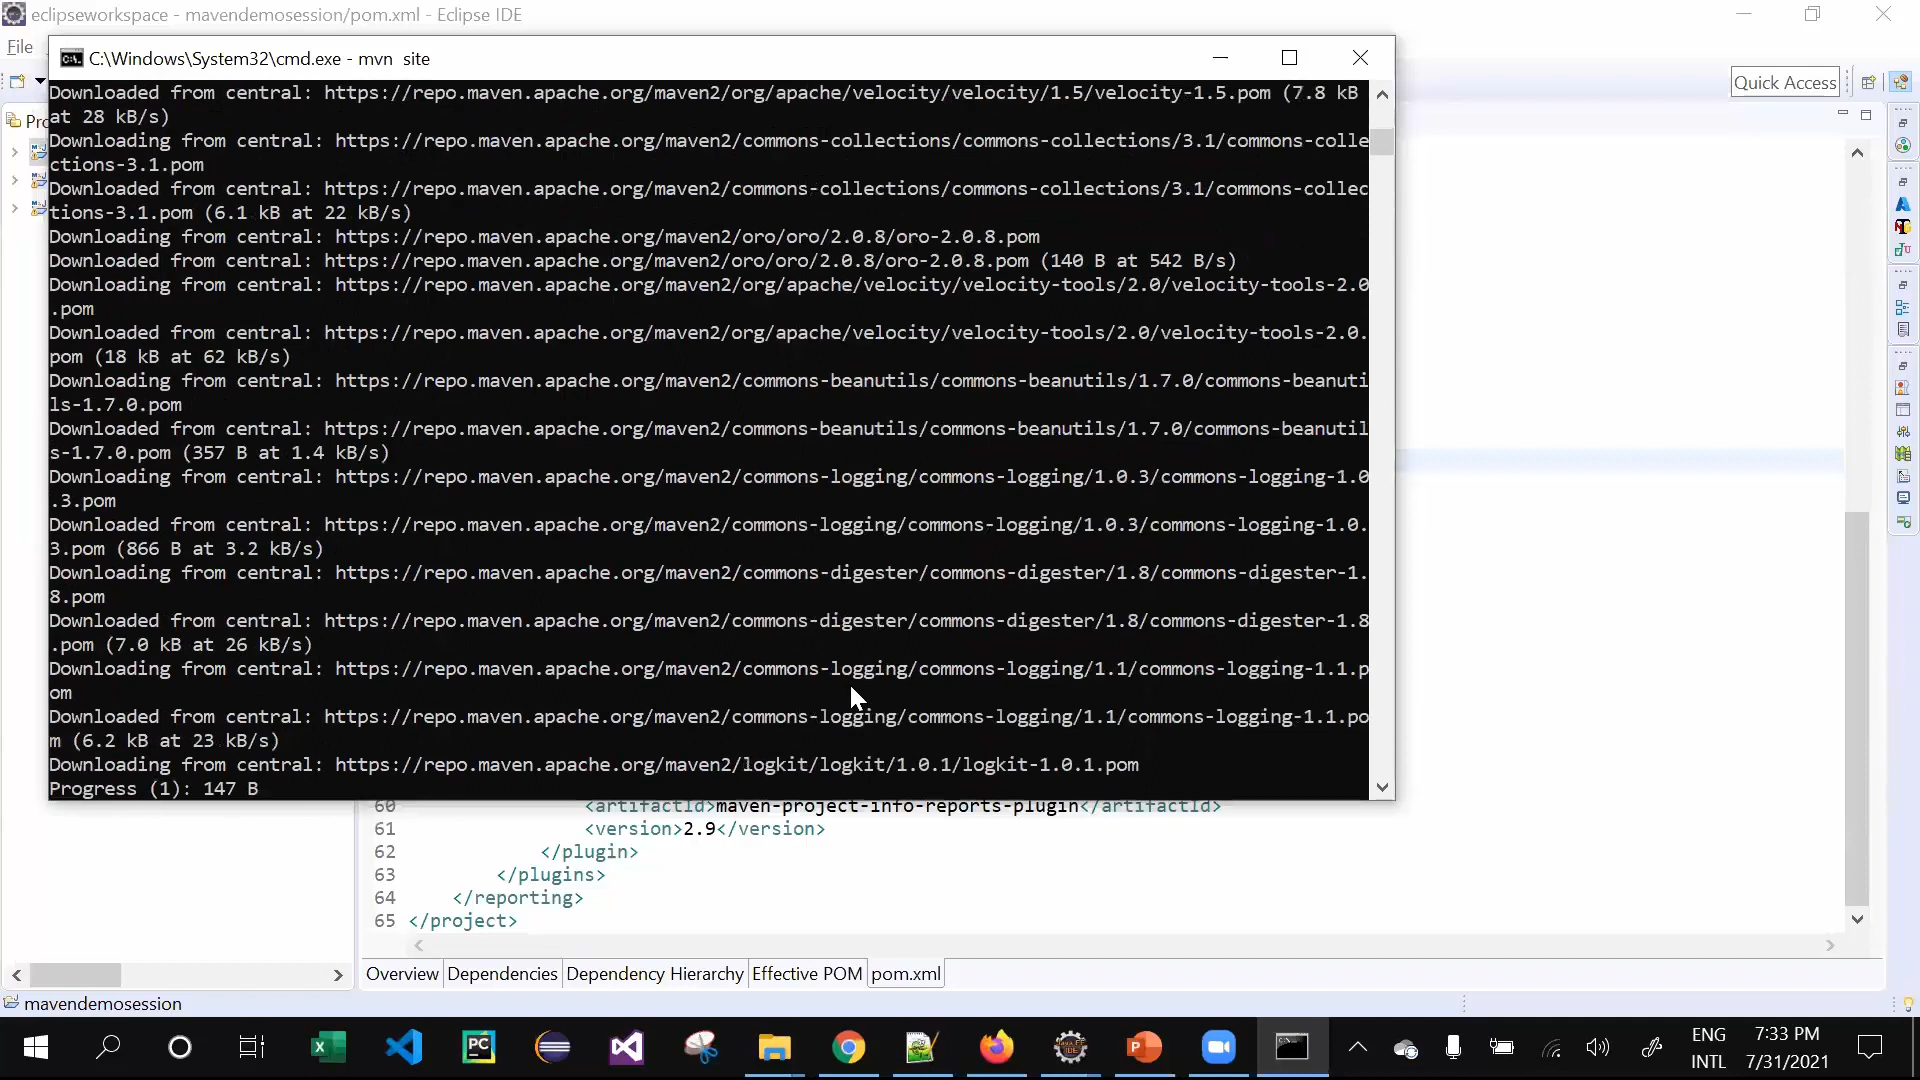 eclipseworkspace - mavendemosession/pom.xml - Eclipse IDE
File
C:\Windows\System32\cmd.exe - mvn  site
Quick Access
Downloaded from central: https://repo.maven.apache.org/maven2/org/apache/velocity/velocity/1.5/velocity-1.5.pom (7.8 kB
at 28 kB/s)
Downloading from central: https://repo.maven.apache.org/maven2/commons-collections/commons-collections/3.1/commons-colle
ctions-3.1.pom
Downloaded from central: https://repo.maven.apache.org/maven2/commons-collections/commons-collections/3.1/commons-collec
tions-3.1.pom (6.1 kB at 22 kB/s)
Downloading from central: https://repo.maven.apache.org/maven2/oro/oro/2.0.8/oro-2.0.8.pom
Downloaded from central: https://repo.maven.apache.org/maven2/oro/oro/2.0.8/oro-2.0.8.pom (140 B at 542 B/s)
Downloading from central: https://repo.maven.apache.org/maven2/org/apache/velocity/velocity-tools/2.0/velocity-tools-2.0
.pom
Downloaded from central: https://repo.maven.apache.org/maven2/org/apache/velocity/velocity-tools/2.0/velocity-tools-2.0.
pom (18 kB at 62 kB/s)
Downloading from central: https://repo.maven.apache.org/maven2/commons-beanutils/commons-beanutils/1.7.0/commons-beanuti
ls-1.7.0.pom
Downloaded from central: https://repo.maven.apache.org/maven2/commons-beanutils/commons-beanutils/1.7.0/commons-beanutil
s-1.7.0.pom (357 B at 1.4 kB/s)
Downloading from central: https://repo.maven.apache.org/maven2/commons-logging/commons-logging/1.0.3/commons-logging-1.0
.3.pom
Downloaded from central: https://repo.maven.apache.org/maven2/commons-logging/commons-logging/1.0.3/commons-logging-1.0.
3.pom (866 B at 3.2 kB/s)
Downloading from central: https://repo.maven.apache.org/maven2/commons-digester/commons-digester/1.8/commons-digester-1.
8.pom
Downloaded from central: https://repo.maven.apache.org/maven2/commons-digester/commons-digester/1.8/commons-digester-1.8
.pom (7.0 kB at 26 kB/s)
Downloading from central: https://repo.maven.apache.org/maven2/commons-logging/commons-logging/1.1/commons-logging-1.1.p
om
Downloaded from central: https://repo.maven.apache.org/maven2/commons-logging/commons-logging/1.1/commons-logging-1.1.po
m (6.2 kB at 23 kB/s)
Downloading from central: https://repo.maven.apache.org/maven2/logkit/logkit/1.0.1/logkit-1.0.1.pom
Progress (1): 147 B
60 <artifactId>maven-project-info-reports-plugin</artifactId>
61 <version>2.9</version>
62 </plugin>
63 </plugins>
64 </reporting>
65 </project>
Overview Dependencies Dependency Hierarchy Effective POM pom.xml
mavendemosession
ENG
INTL
7:33 PM
7/31/2021